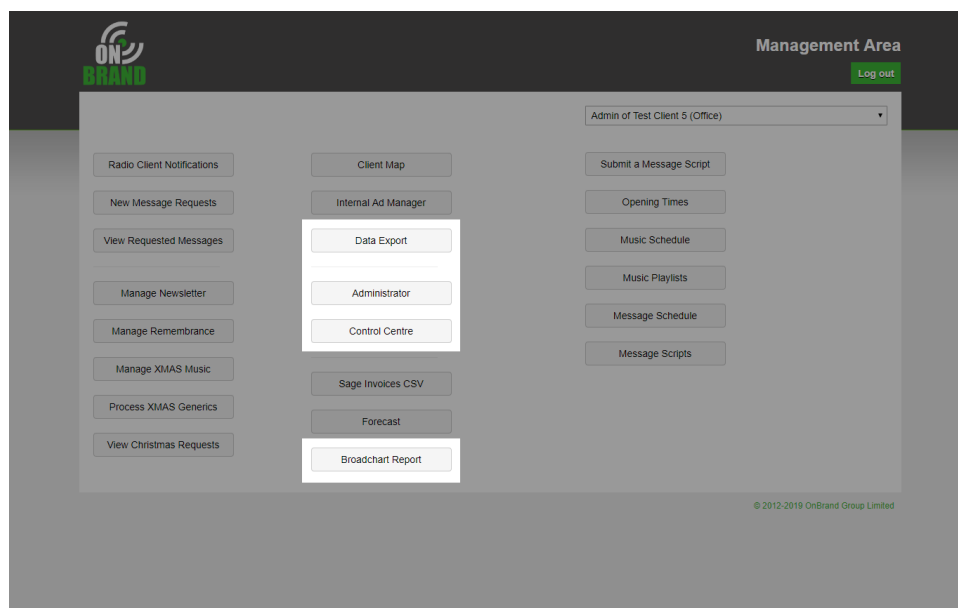 ON
BRAND
Management Area
Log out
Admin of Test Client 5 (Office)
Radio Client Notifications
New Message Requests
View Requested Messages
Manage Newsletter
Manage Remembrance
Manage XMAS Music
Process XMAS Generics
View Christmas Requests
Client Map
Internal Ad Manager
Data Export
Administrator
Control Centre
Sage Invoices CSV
Forecast
Broadchart Report
Submit a Message Script
Opening Times
Music Schedule
Music Playlists
Message Schedule
Message Scripts
© 2012-2019 OnBrand Group Limited